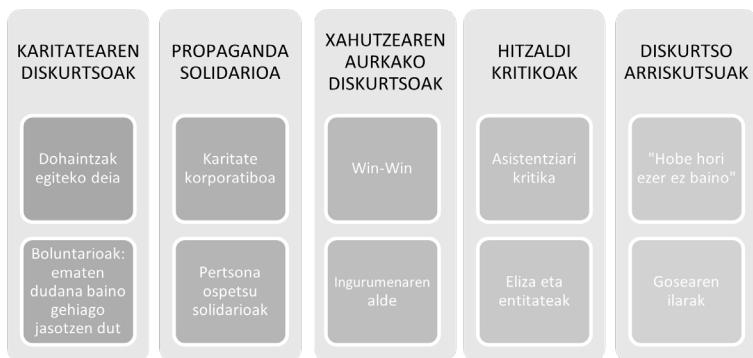 KARITATEAREN
DISKURTSOAK
Dohaintzak
egiteko deia
Boluntarioak:
ematen
dudana baino
gehiago
jasotzen dut
PROPAGANDA
SOLIDARIOA
Karitate
korporatiboa
Pertsona
ospetsu
solidarioak
XAHUTZEAREN
AURKAKO
DISKURTSOAK
Win-Win
Ingurumenaren
alde
HITZALDI
KRITIKOAK
Asistentziari
kritika
Eliza eta
entitateak
DISKURTSO
ARRISKUTSUAK
"Hobe hori
ezer ez baino"
Gosearen
ilarak